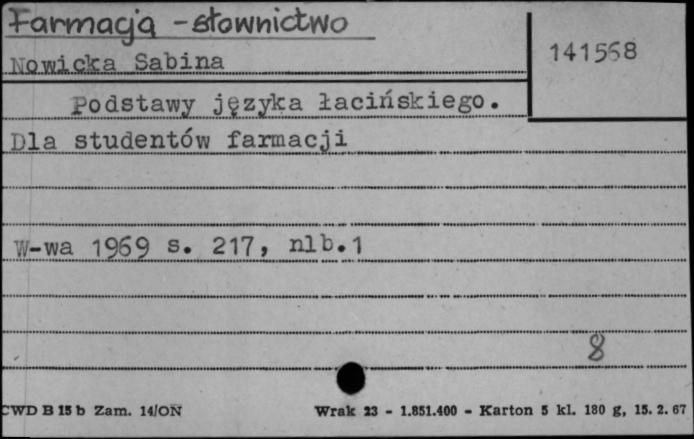 Farmacja - słownictwo
Nowicka Sabina
141568
Podstawy języka łacińskiego.
Dla studentów farmacji
W-wa 1969 s. 217, nlb.1
8
CWD B 15 b Zam. 14/ON
Wrak 23 - 1.851.400 - Karton 5 kl. 180 g, 15. 2. 67